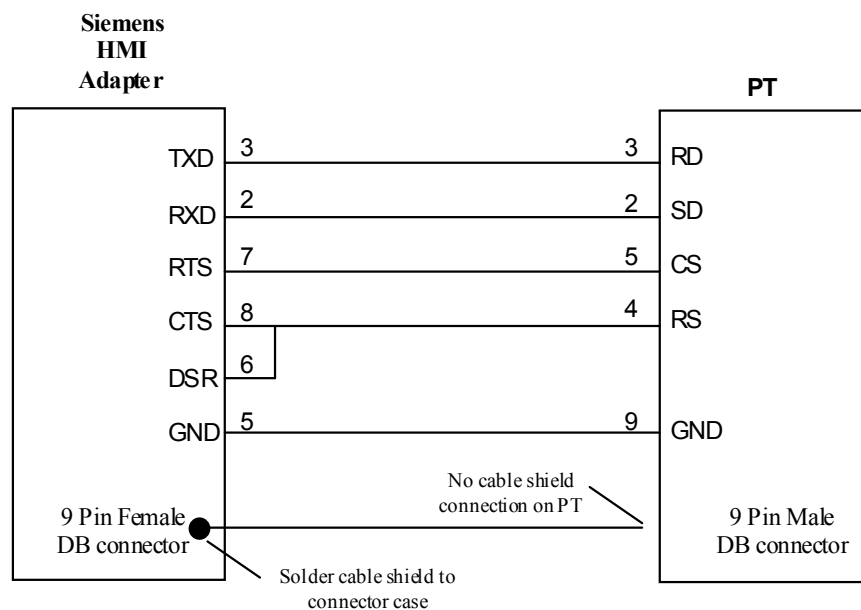 Siemens
HMI
Adapter
PT
TXD 3 3 RD
RXD 2 2 SD
RTS 7 5 CS
CTS 8 4 RS
DSR 6
GND 5 9 GND
No cable shield
connection on PT
9 Pin Female
DB connector
9 Pin Male
DB connector
Solder cable shield to
connector case